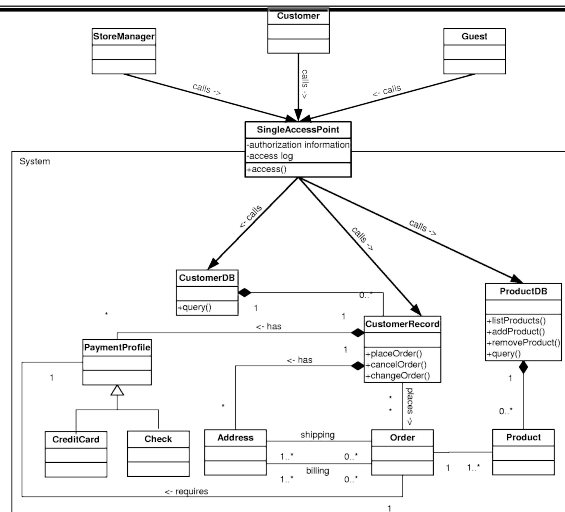 Customer
StoreManager
Guest
calls ->
calls ->
<- calls
SingleAccessPoint
-authorization information
-access log
+access()
System
<- calls
calls ->
calls ->
CustomerDB
+query()
1
0..*
ProductDB
+listProducts()
+addProduct()
+removeProduct()
+query()
*
<- has
1
CustomerRecord
+placeOrder()
+cancelOrder()
+changeOrder()
PaymentProfile
1
<- has
1
1
*
*
*
places ->
0..*
CreditCard
Check
Address
shipping
1..*
0..*
billing
1..*
0..*
Order
1
1..*
Product
<- requires
1